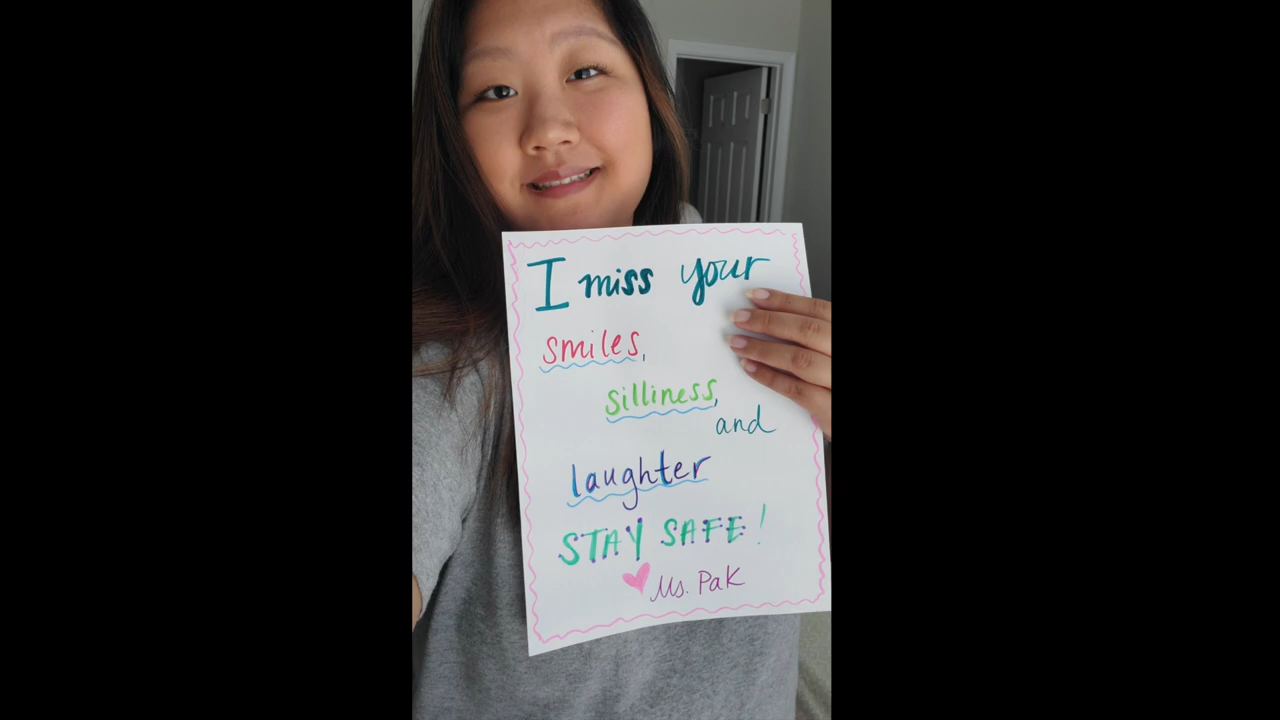 I miss your
smiles,
silliness,
and
laughter
STAY SAFE!
Ms. Pak